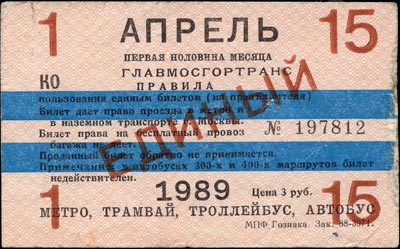 1 АПРЕЛЬ 15
ПЕРВАЯ ПОЛОВИНА МЕСЯЦА
КО ГЛАВМОСГОРТРАНС
ПРАВИЛА
пользования единым билетом (на предъявителя)
Билет дает право проезда в метро и
в наземном транспорте г. Москвы.
Билет права на бесплатный провоз
багажа не дает.
№ 197812
Проданный билет обратно не принимается.
Примечание: в автобусах 300-х и 400-х маршрутов билет
недействителен.
ЕДИНЫЙ
1 1989 Цена 3 руб. 15
МЕТРО, ТРАМВАЙ, ТРОЛЛЕЙБУС, АВТОБУС
МПФ Гознака. Зак. 88-3971.